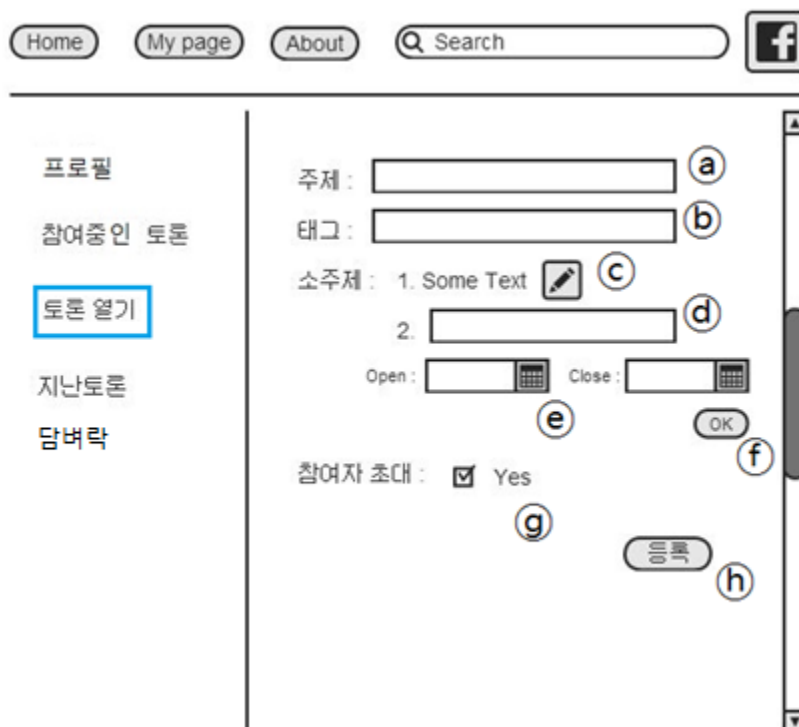 Home My page About Search f
프로필
참여중인 토론
토론 열기
지난토론
담벼락
주제 : ⓐ
태그 : ⓑ
소주제 : 1. Some Text ⓒ
2. ⓓ
Open : Close :
ⓔ
OK
ⓕ
참여자 초대 : Yes
ⓖ
등록
ⓗ